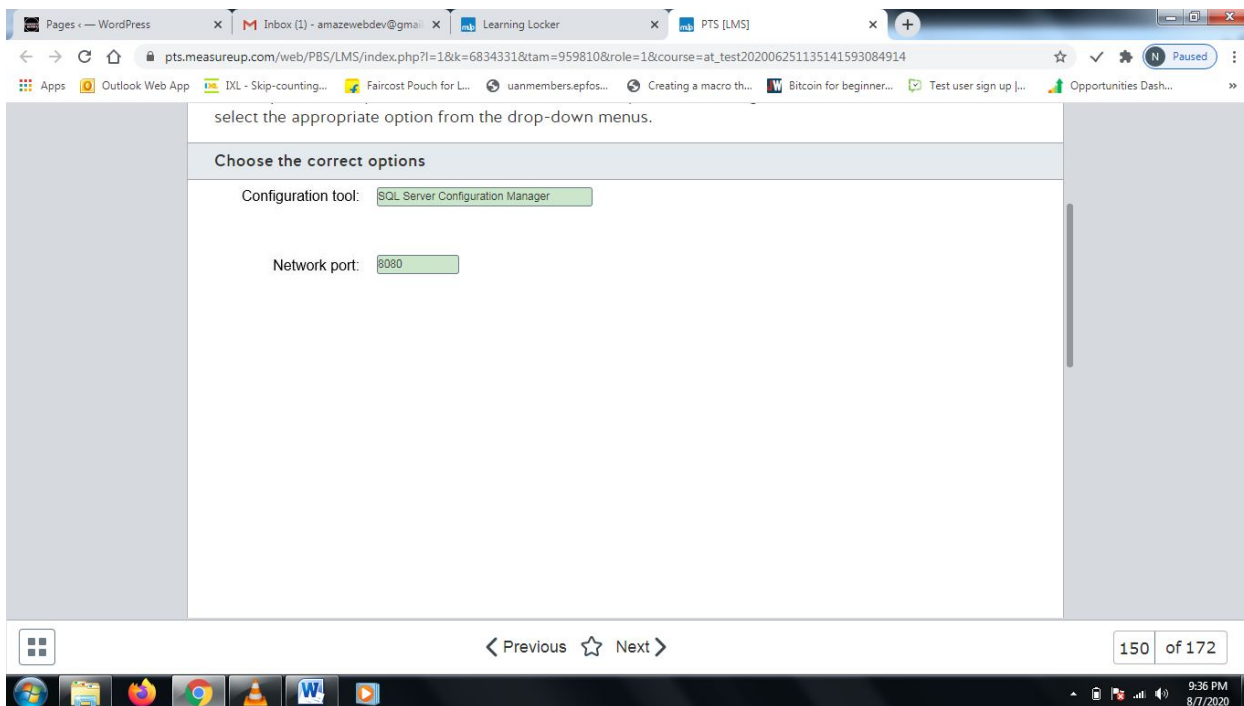 Pages ‹ — WordPress
Inbox (1) - amazewebdev@gmail
Learning Locker
PTS [LMS]
pts.measureup.com/web/PBS/LMS/index.php?l=1&k=6834331&tam=959810&role=1&course=at_test202006251135141593084914
N Paused
Apps
Outlook Web App
IXL - Skip-counting...
Faircost Pouch for L...
uanmembers.epfos...
Creating a macro th...
Bitcoin for beginner...
Test user sign up |...
Opportunities Dash...
»
select the appropriate option from the drop-down menus.
Choose the correct options
Configuration tool: SQL Server Configuration Manager
Network port: 8080
Previous Next
150 of 172
9:36 PM
8/7/2020